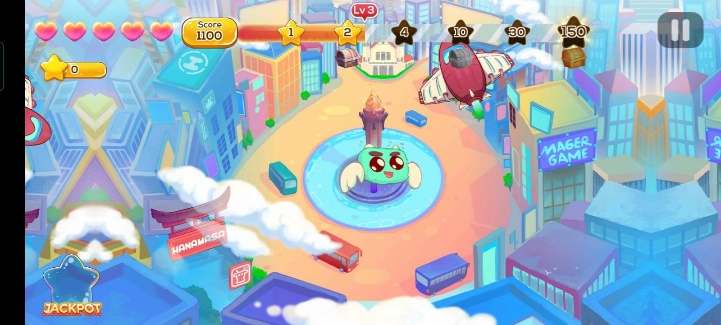 Lv 3
Score
1100
1
2
4
10
30
150
0
MAGER
GAME
HANAMASA
JACKPOT